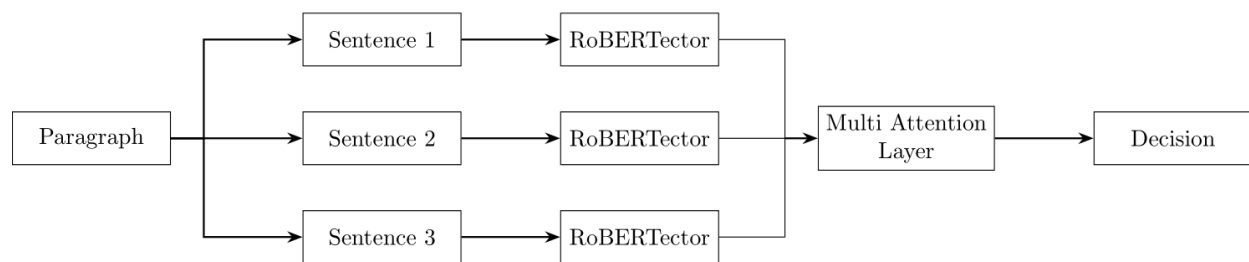 Sentence 1
RoBERTector
Paragraph
Sentence 2
RoBERTector
Multi Attention
Layer
Decision
Sentence 3
RoBERTector